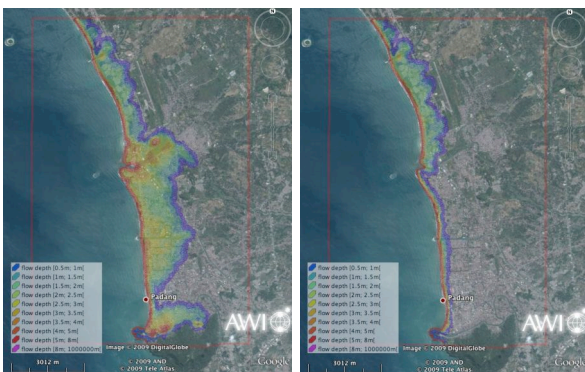 N
flow depth [0.5m; 1m[
flow depth [1m; 1.5m[
flow depth [1.5m; 2m[
flow depth [2m; 2.5m[
flow depth [2.5m; 3m[
flow depth [3m; 3.5m[
flow depth [3.5m; 4m[
flow depth [4m; 5m[
flow depth [5m; 8m[
flow depth [8m; 1000000m[
Padang
AWI
Image © 2009 DigitalGlobe
3012 m
© 2009 AND
© 2009 Tele Atlas
Google
N
flow depth [0.5m; 1m[
flow depth [1m; 1.5m[
flow depth [1.5m; 2m[
flow depth [2m; 2.5m[
flow depth [2.5m; 3m[
flow depth [3m; 3.5m[
flow depth [3.5m; 4m[
flow depth [4m; 5m[
flow depth [5m; 8m[
flow depth [8m; 1000000m[
Padang
AWI
Image © 2009 DigitalGlobe
3012 m
© 2009 AND
© 2009 Tele Atlas
Google